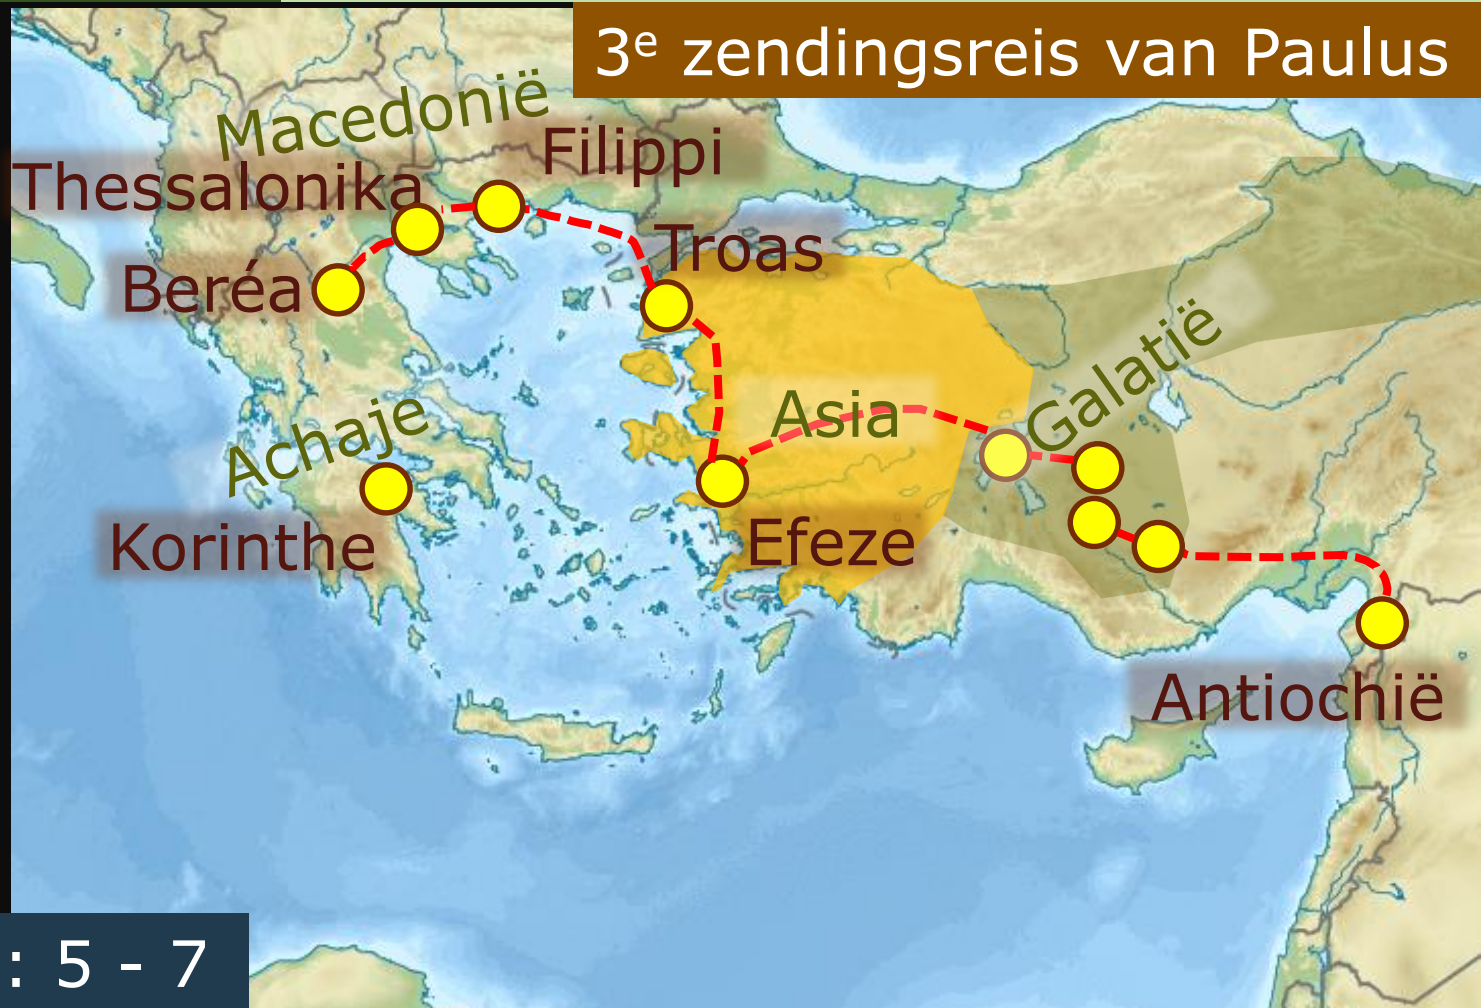 3e zendingsreis van Paulus
Macedonië
Filippi
Thessalonika
Troas
Beréa
Galatië
Achaje
Asia
Korinthe
Efeze
Antiochië
: 5 - 7